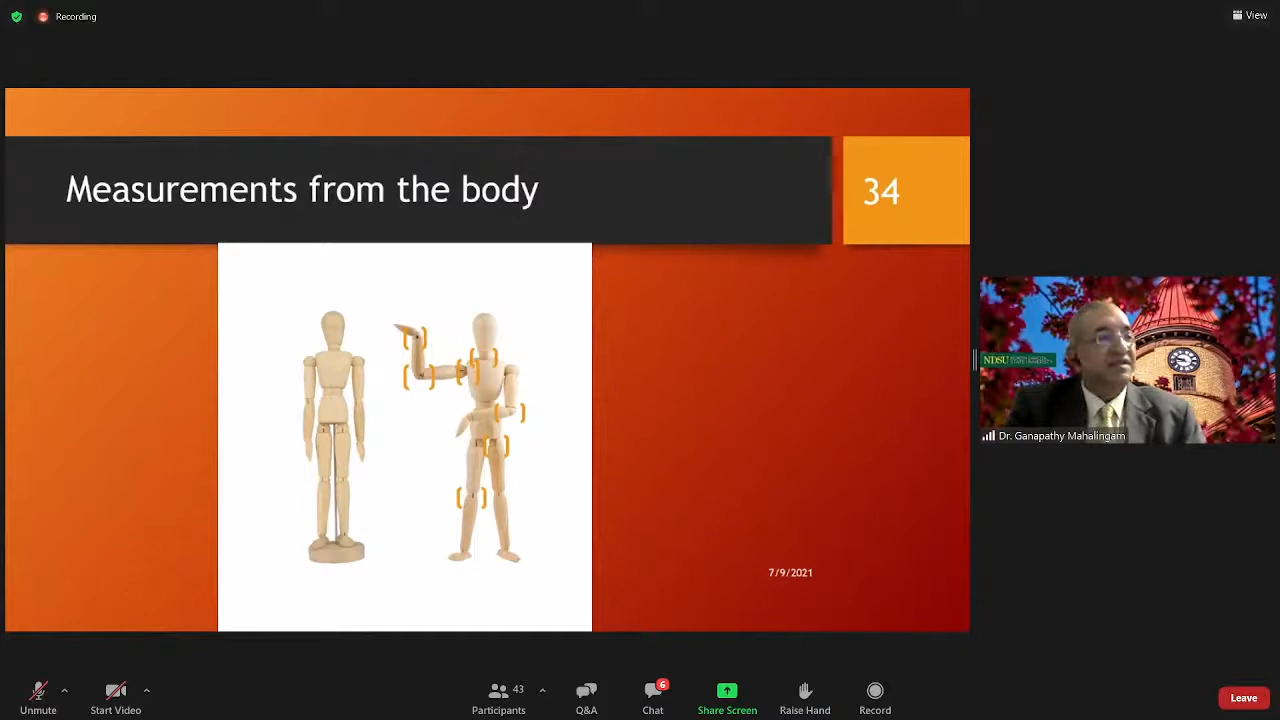 Recording
View
Measurements from the body
34
NDSU
Dr. Ganapathy Mahalingam
7/9/2021
Unmute
Start Video
43
Participants
Q&A
6
Chat
Share Screen
Raise Hand
Record
Leave